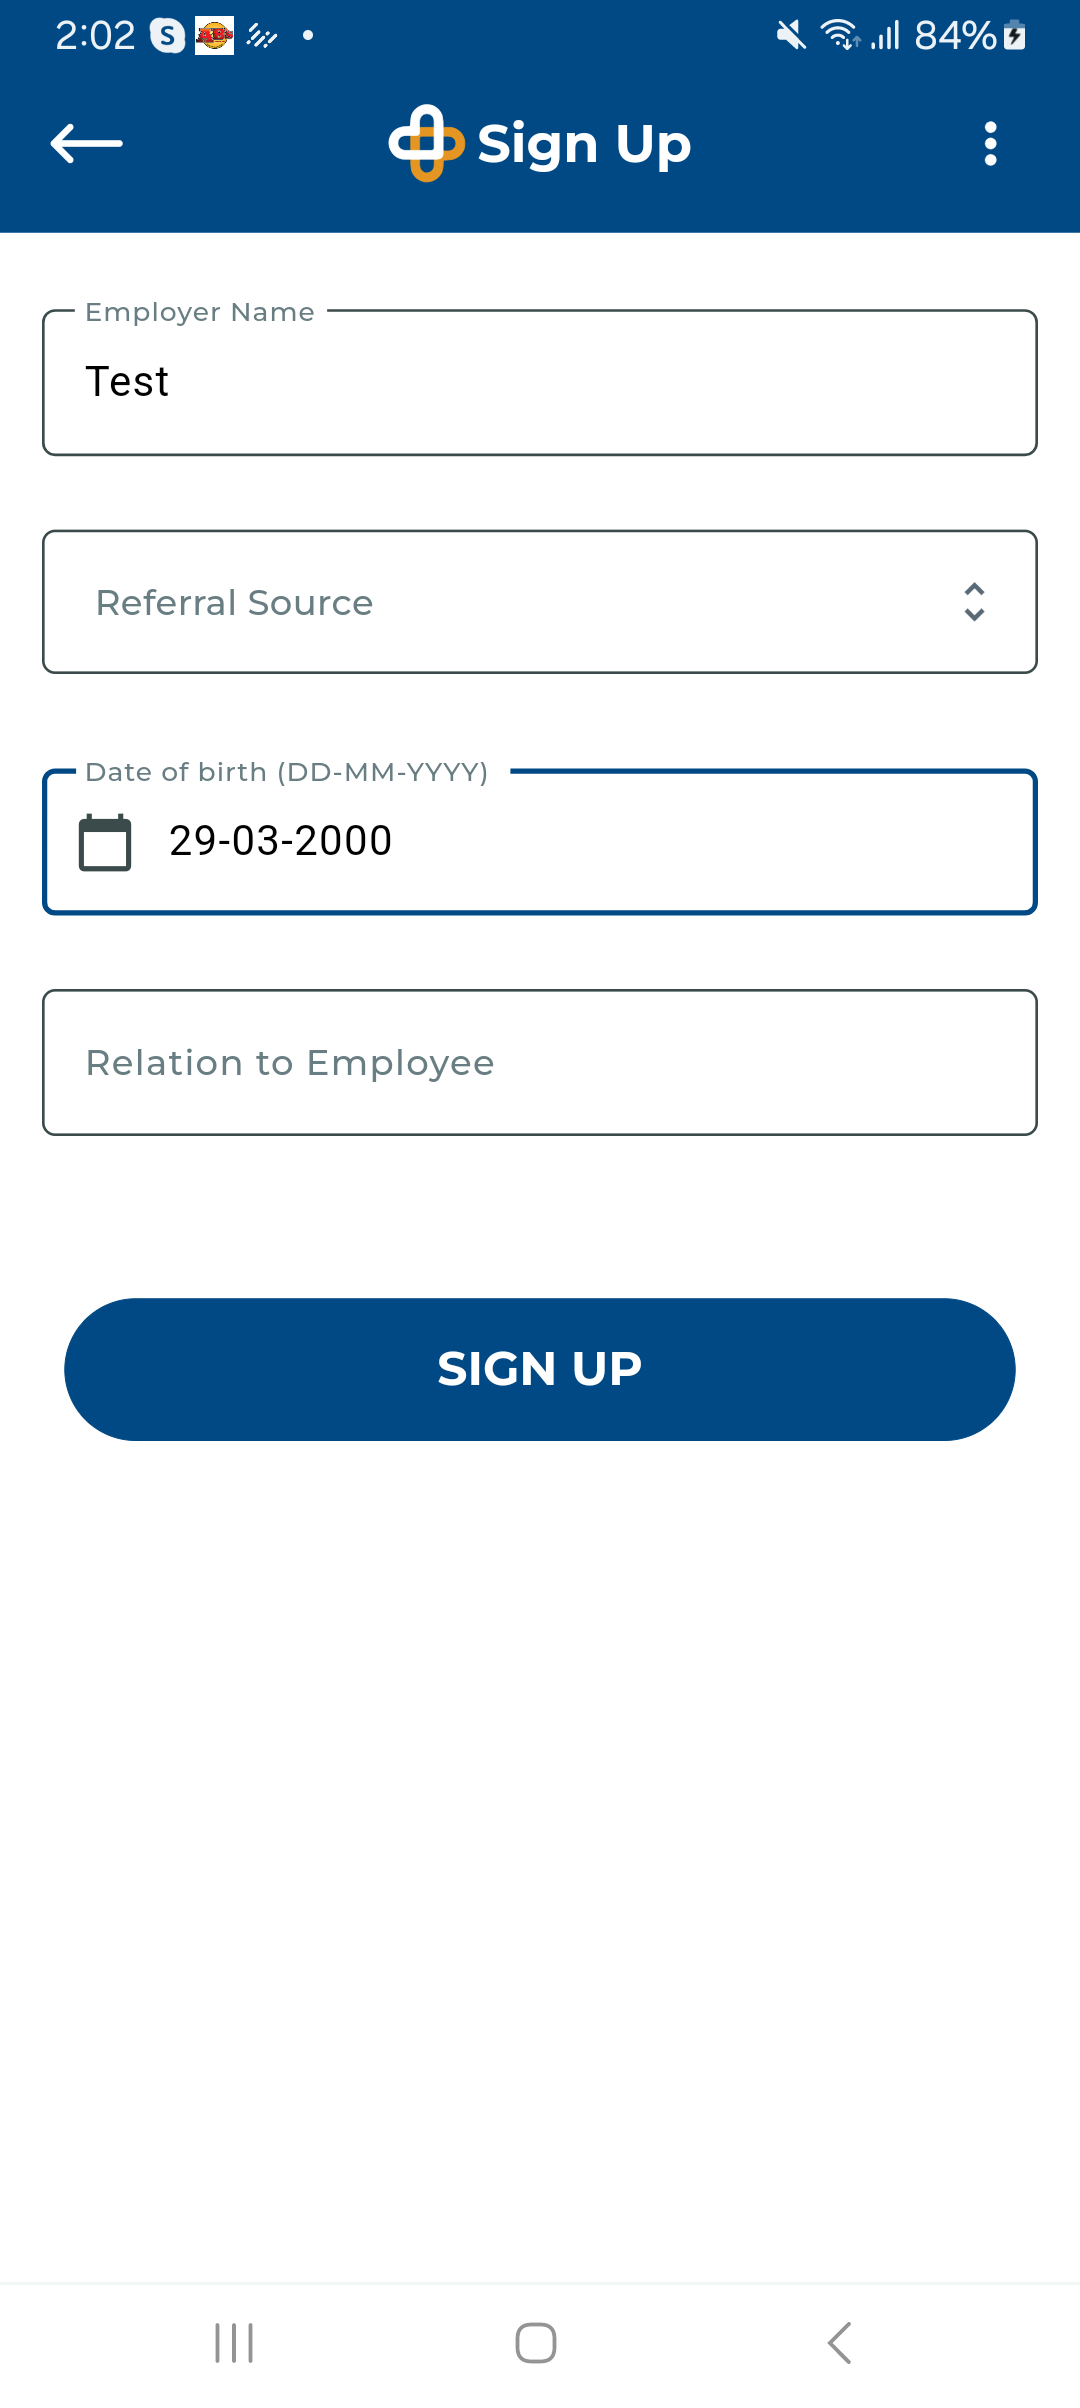 2:02 84%
Sign Up
Employer Name
Test
Referral Source
Date of birth (DD-MM-YYYY)
29-03-2000
Relation to Employee
SIGN UP